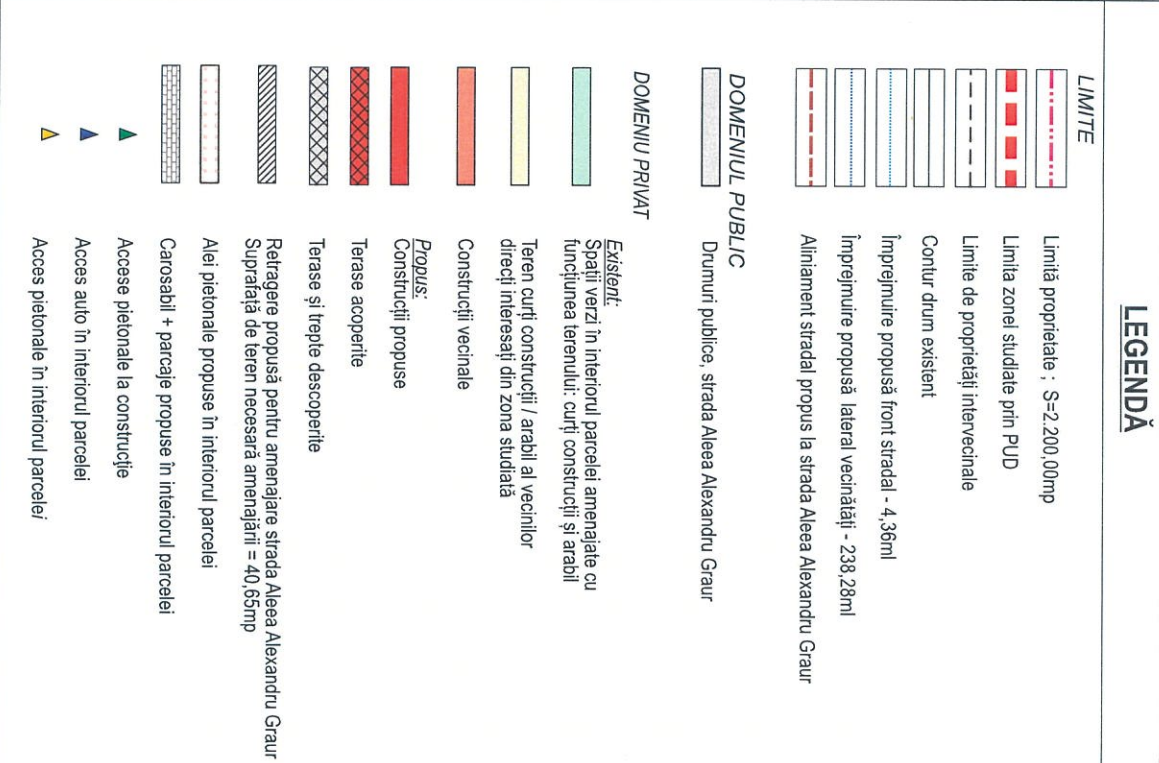 LEGENDĂ
LIMITE
Limită proprietate ; S=2.200,00mp
Limita zonei studiate prin PUD
Limite de proprietăți intervecinale
Contur drum existent
Împrejmuire propusă front stradal - 4,36ml
Împrejmuire propusă lateral vecinătăți - 238,28ml
Aliniament stradal propus la strada Aleea Alexandru Graur
DOMENIUL PUBLIC
Drumuri publice, strada Aleea Alexandru Graur
DOMENIU PRIVAT
Existent:
Spații verzi în interiorul parcelei amenajate cu
funcțiunea terenului: curți construcții și arabil
Teren curți construcții / arabil al vecinilor
direcți interesați din zona studiată
Construcții vecinale
Propus:
Construcții propuse
Terase acoperite
Terase și trepte descoperite
Retragere propusă pentru amenajare strada Aleea Alexandru Graur
Suprafață de teren necesară amenajării = 40,65mp
Alei pietonale propuse în interiorul parcelei
Carosabil + parcaje propuse în interiorul parcelei
Accese pietonale la construcție
Acces auto în interiorul parcelei
Acces pietonale în interiorul parcelei